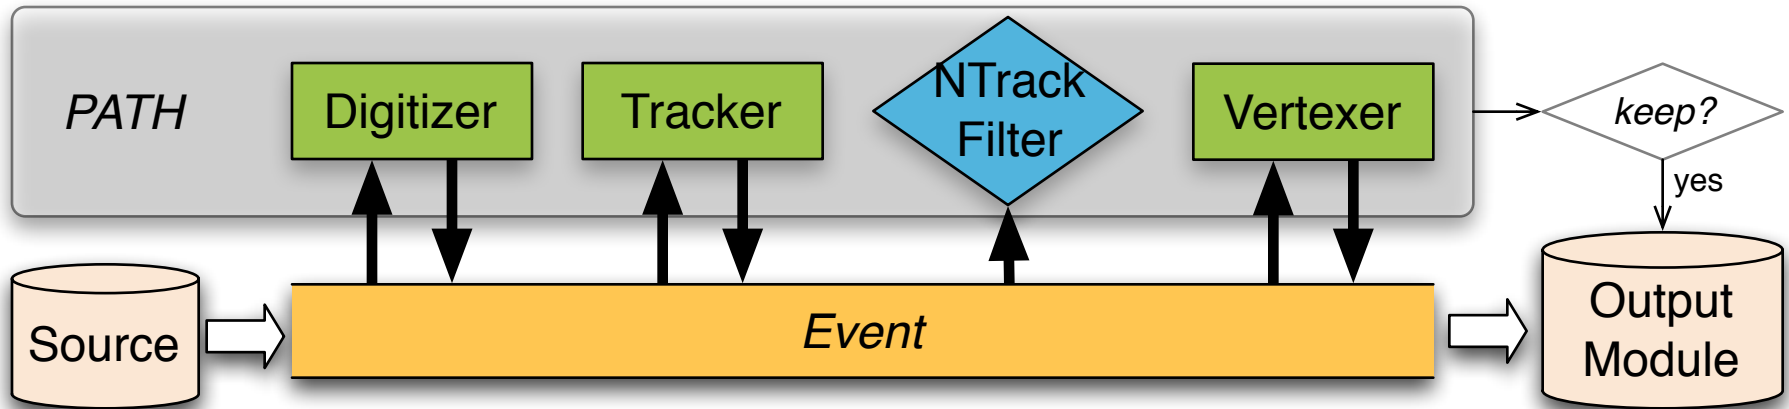 PATH
Digitizer
Tracker
NTrack
Filter
Vertexer
keep?
yes
Source
Event
Output
Module